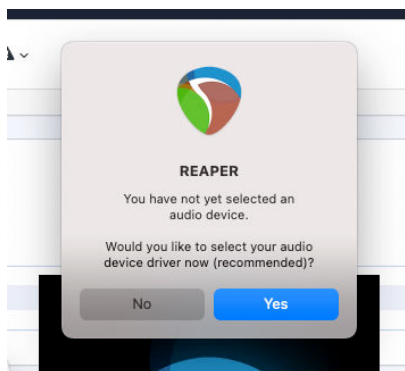 REAPER
You have not yet selected an
audio device.
Would you like to select your audio
device driver now (recommended)?
No
Yes